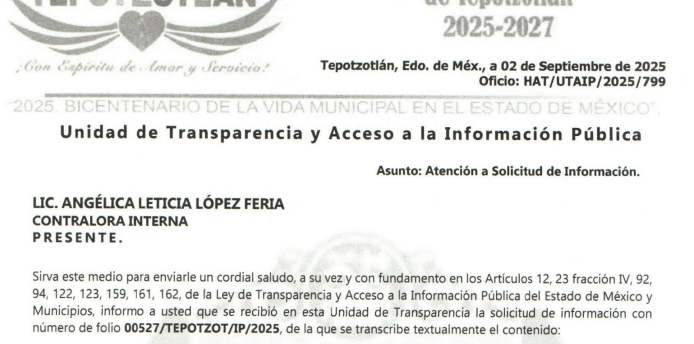 TEPOTZOTLÁN
de Tepotzotlán
2025-2027
¡Con Espíritu de Amor y Servicio!
Tepotzotlán, Edo. de Méx., a 02 de Septiembre de 2025
Oficio: HAT/UTAIP/2025/799
"2025. BICENTENARIO DE LA VIDA MUNICIPAL EN EL ESTADO DE MÉXICO".
Unidad de Transparencia y Acceso a la Información Pública
Asunto: Atención a Solicitud de Información.
LIC. ANGÉLICA LETICIA LÓPEZ FERIA
CONTRALORA INTERNA
PRESENTE.
Sirva este medio para enviarle un cordial saludo, a su vez y con fundamento en los Artículos 12, 23 fracción IV, 92,
94, 122, 123, 159, 161, 162, de la Ley de Transparencia y Acceso a la Información Pública del Estado de México y
Municipios, informo a usted que se recibió en esta Unidad de Transparencia la solicitud de información con
número de folio 00527/TEPOTZOT/IP/2025, de la que se transcribe textualmente el contenido: